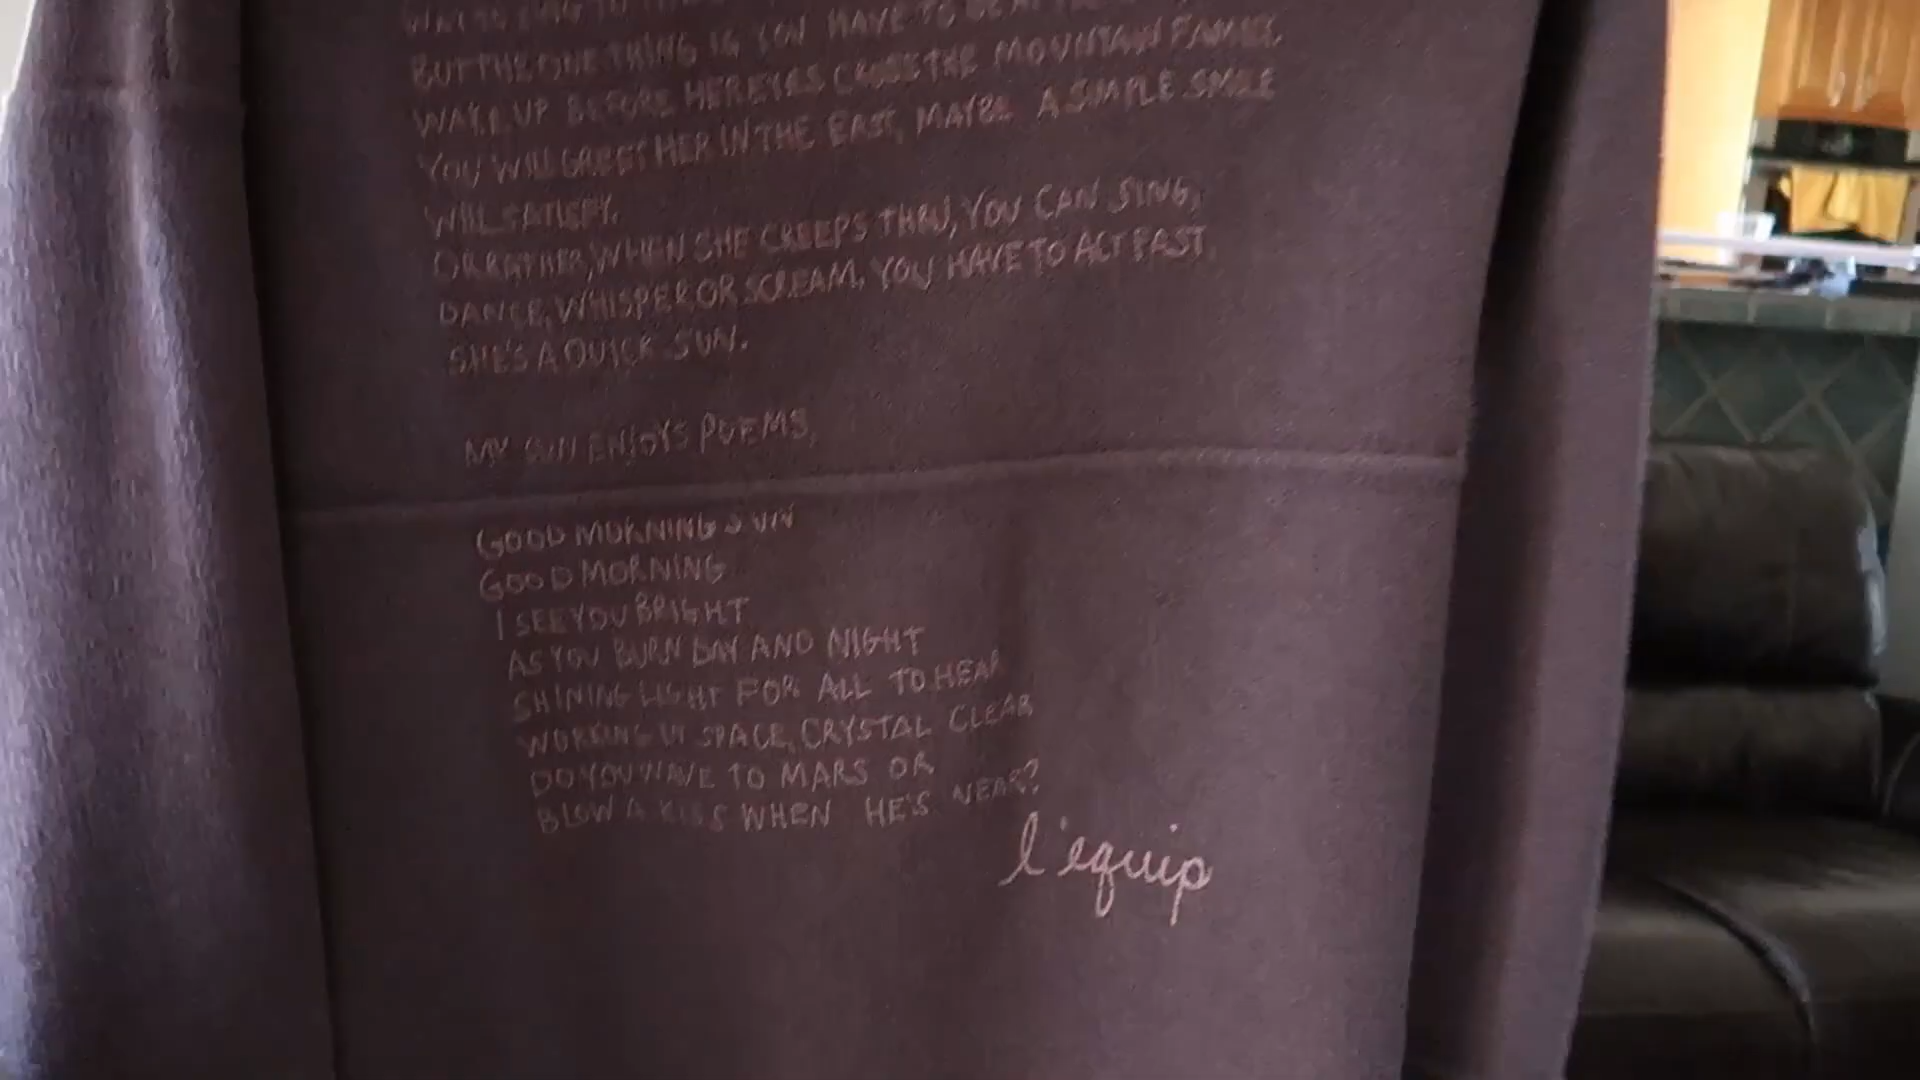 BUT THE ONE THING IS YOU HAVE TO BE
WAKE UP BEFORE HER EYES CROSS THE MOUNTAIN
YOU WILL GREET HER IN THE EAST, MAYBE A SIMPLE SMILE
WILL SATISFY.
OR RATHER, WHEN SHE CREEPS THRU, YOU CAN SING,
DANCE, WHISPER OR SCREAM. YOU HAVE TO ACT FAST
SHE'S A QUICK SUN.
MY SUN ENJOYS POEMS,
GOOD MORNING SUN
GOOD MORNING
I SEE YOU BRIGHT
AS YOU BURN DAY AND NIGHT
SHINING LIGHT FOR ALL TO HEAR
WORKING IN SPACE, CRYSTAL CLEAR
DO YOU WAVE TO MARS OR
BLOW A KISS WHEN HE'S NEAR?
l'equip